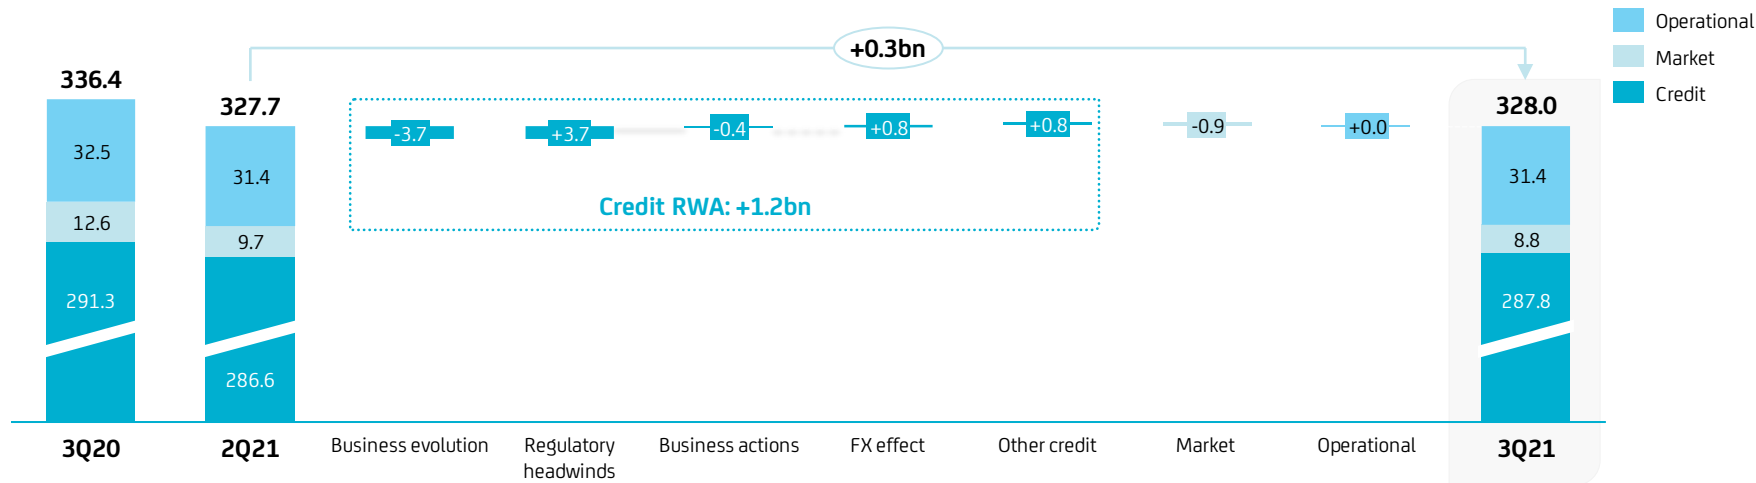 +0.3bn
Operational
Market
Credit
336.4
327.7
328.0
32.5
12.6
291.3
31.4
9.7
286.6
-3.7
+3.7
-0.4
+0.8
+0.8
-0.9
+0.0
Credit RWA: +1.2bn
31.4
8.8
287.8
3Q20
2Q21
Business evolution
Regulatory
headwinds
Business actions
FX effect
Other credit
Market
Operational
3Q21